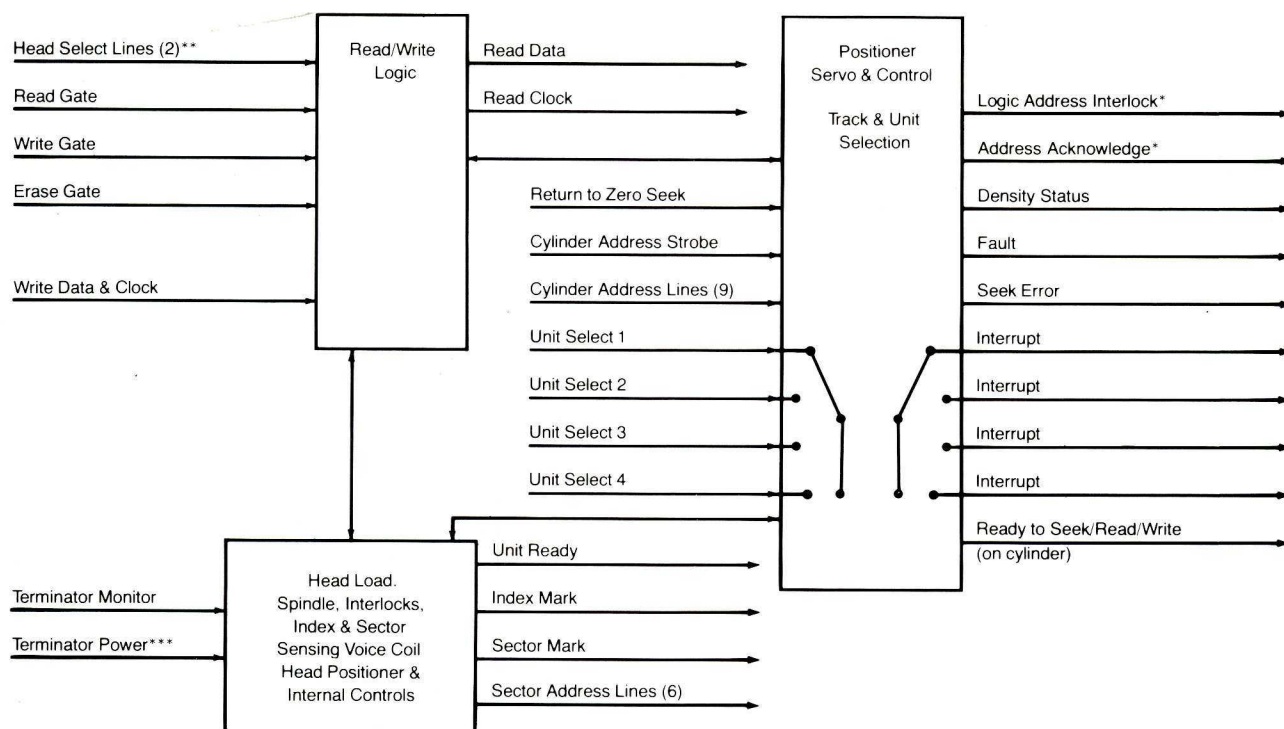 Head Select Lines (2)**
Read Gate
Write Gate
Erase Gate
Write Data & Clock
Read/Write
Logic
Read Data
Read Clock
Return to Zero Seek
Cylinder Address Strobe
Cylinder Address Lines (9)
Unit Select 1
Unit Select 2
Unit Select 3
Unit Select 4
Positioner
Servo & Control
Track & Unit
Selection
Logic Address Interlock*
Address Acknowledge*
Density Status
Fault
Seek Error
Interrupt
Interrupt
Interrupt
Interrupt
Ready to Seek/Read/Write
(on cylinder)
Terminator Monitor
Terminator Power***
Head Load.
Spindle, Interlocks,
Index & Sector
Sensing Voice Coil
Head Positioner &
Internal Controls
Unit Ready
Index Mark
Sector Mark
Sector Address Lines (6)